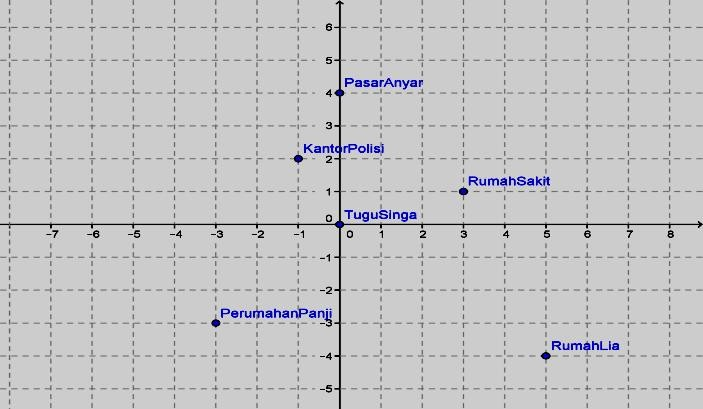 6
5
PasarAnyar
4
3
KantorPolisi
2
RumahSakit
1
TuguSinga
0
-7 -6 -5 -4 -3 -2 -1 0 1 2 3 4 5 6 7 8
-1
-2
PerumahanPanji
-3
RumahLia
-4
-5